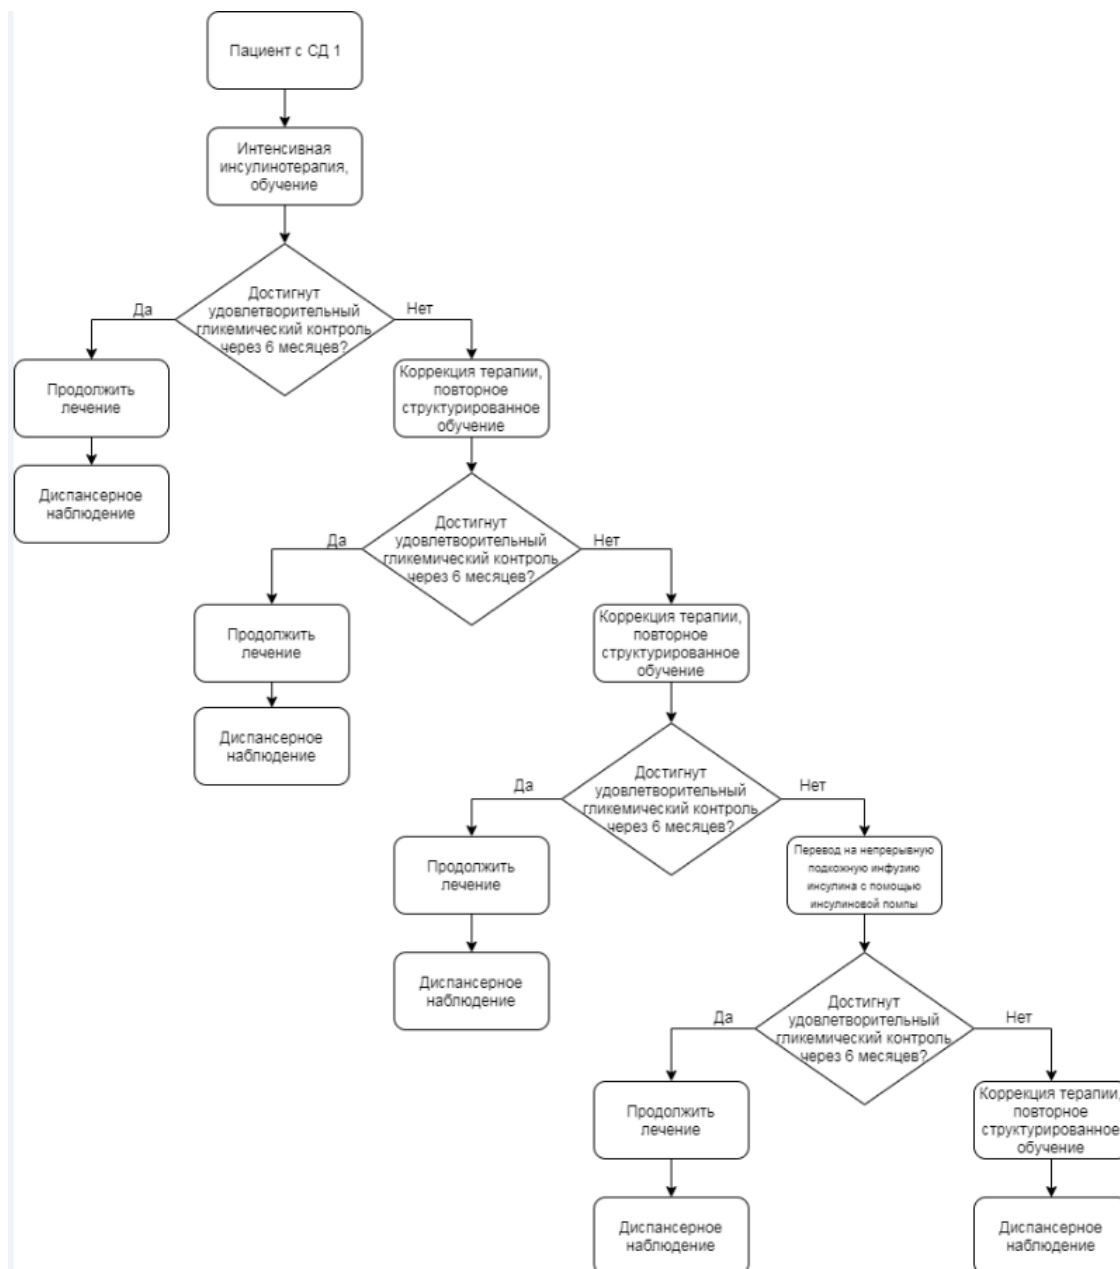 Пациент с СД 1
Интенсивная
инсулинотерапия,
обучение
Достигнут
удовлетворительный
гликемический контроль
через 6 месяцев?
Да
Нет
Продолжить
лечение
Диспансерное
наблюдение
Коррекция терапии,
повторное
структурированное
обучение
Достигнут
удовлетворительный
гликемический контроль
через 6 месяцев?
Да
Нет
Продолжить
лечение
Диспансерное
наблюдение
Коррекция терапии,
повторное
структурированное
обучение
Достигнут
удовлетворительный
гликемический контроль
через 6 месяцев?
Да
Нет
Продолжить
лечение
Диспансерное
наблюдение
Перевод на непрерывную
подкожную инфузию
инсулина с помощью
инсулиновой помпы
Достигнут
удовлетворительный
гликемический контроль
через 6 месяцев?
Да
Нет
Продолжить
лечение
Диспансерное
наблюдение
Коррекция терапии,
повторное
структурированное
обучение
Диспансерное
наблюдение